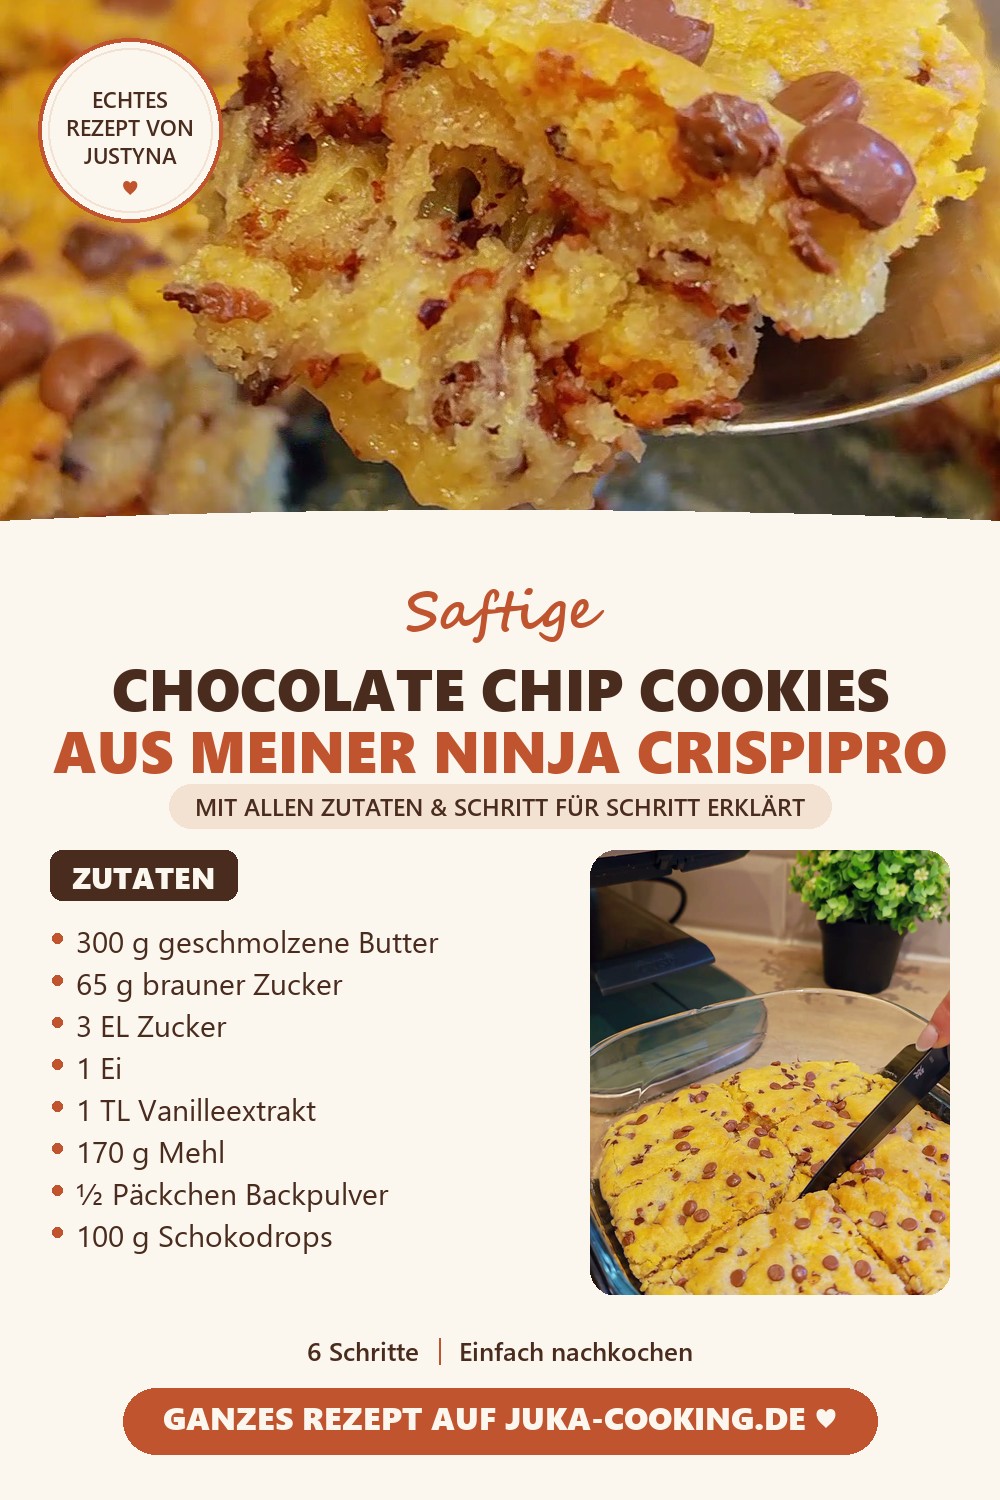 ECHTES
REZEPT VON
JUSTYNA
Saftige
CHOCOLATE CHIP COOKIES
AUS MEINER NINJA CRISPIPRO
MIT ALLEN ZUTATEN & SCHRITT FÜR SCHRITT ERKLÄRT
ZUTATEN
• 300 g geschmolzene Butter
• 65 g brauner Zucker
• 3 EL Zucker
• 1 Ei
• 1 TL Vanilleextrakt
• 170 g Mehl
• ½ Päckchen Backpulver
• 100 g Schokodrops
6 Schritte | Einfach nachkochen
GANZES REZEPT AUF JUKA-COOKING.DE ♥